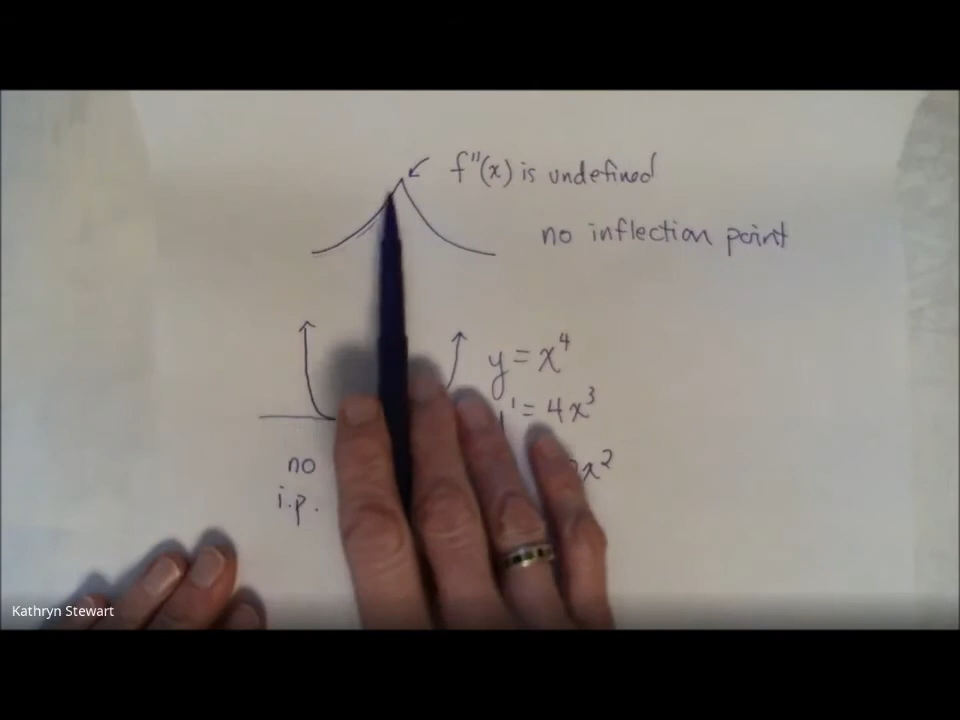 f"(x) is undefined
no inflection point
y = x⁴
' = 4x³
x²
no
i.p.
Kathryn Stewart